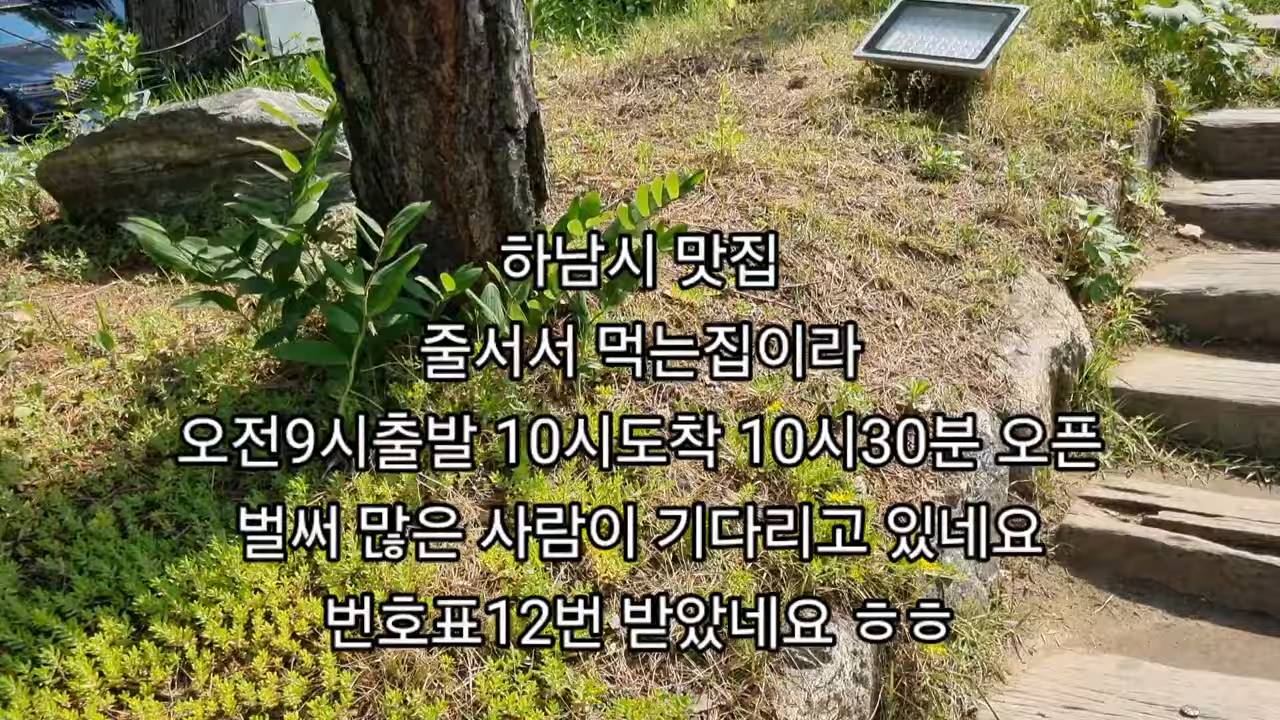 하남시 맛집
줄서서 먹는집이라
오전9시출발 10시도착 10시30분 오픈
벌써 많은 사람이 기다리고 있네요
번호표12번 받았네요 ㅎㅎ